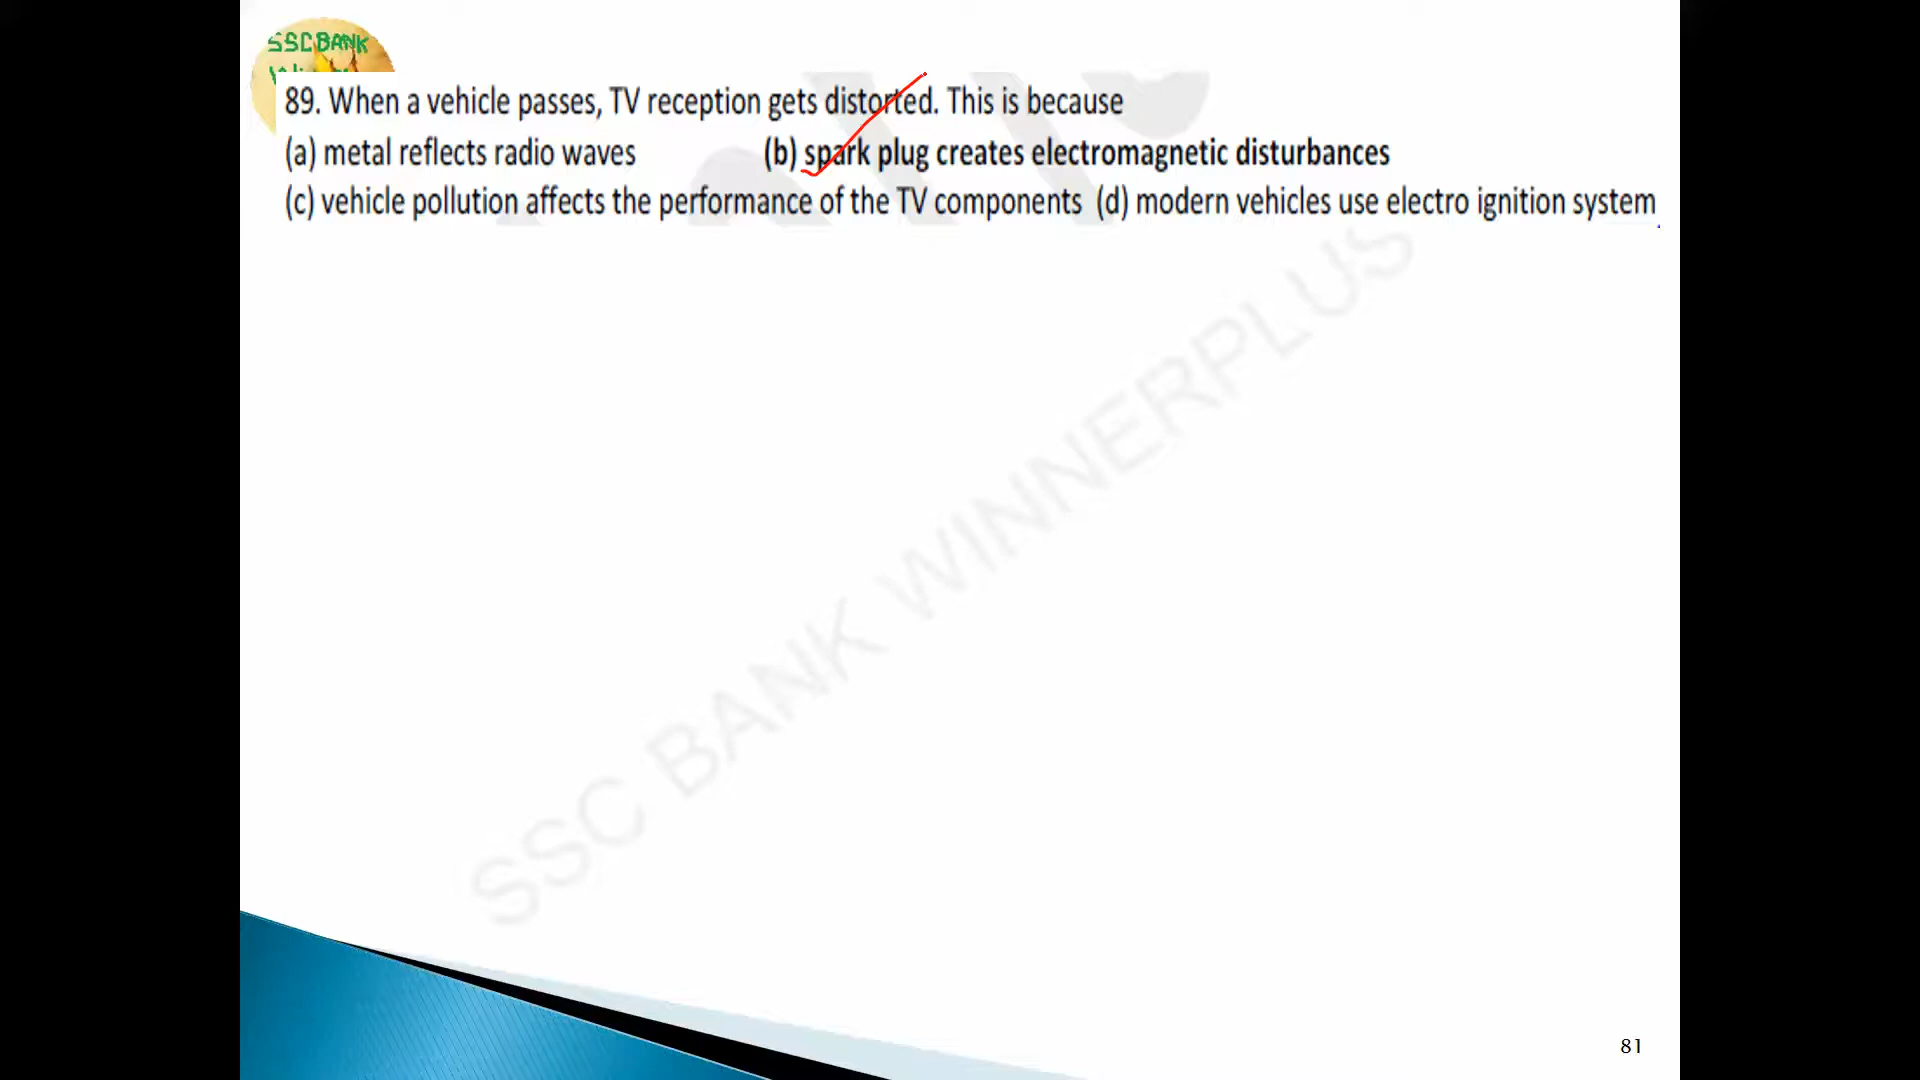 SSC BANK
89. When a vehicle passes, TV reception gets distorted. This is because
(a) metal reflects radio waves (b) spark plug creates electromagnetic disturbances
(c) vehicle pollution affects the performance of the TV components (d) modern vehicles use electro ignition system
SSC BANK WINNERPLUS
81